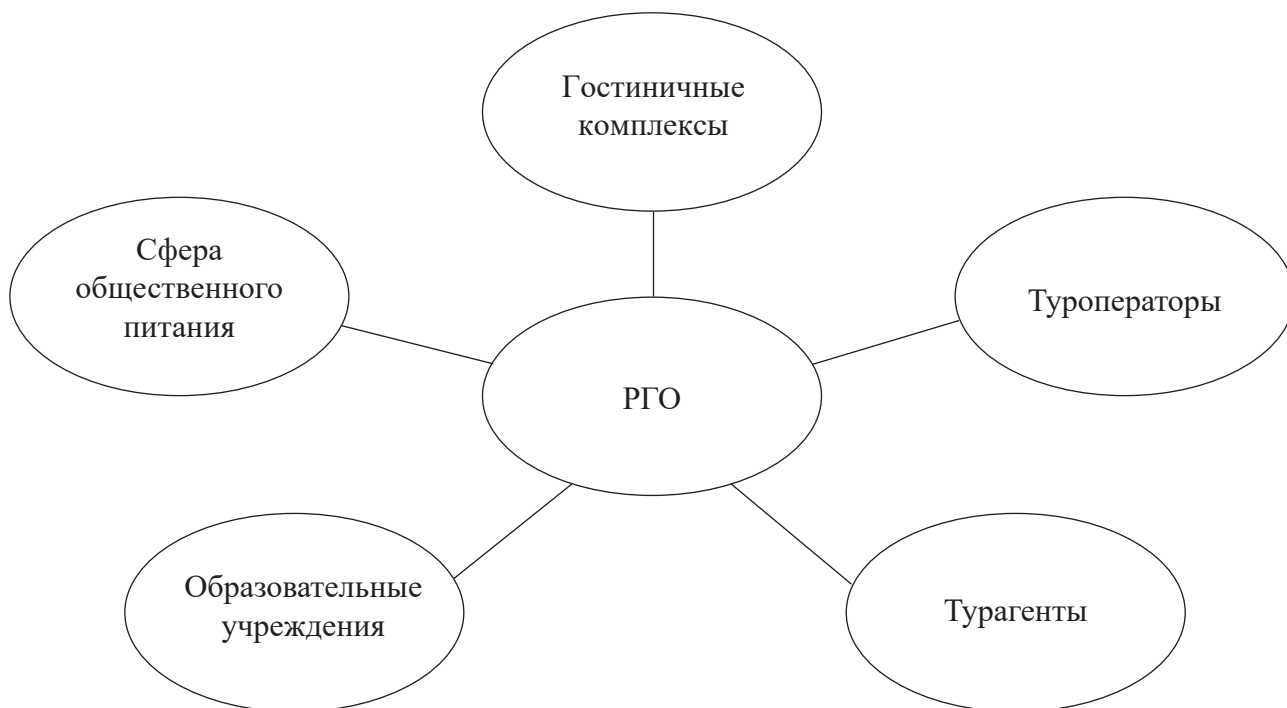 Гостиничные
комплексы
Сфера
общественного
питания
Туроператоры
РГО
Образовательные
учреждения
Турагенты